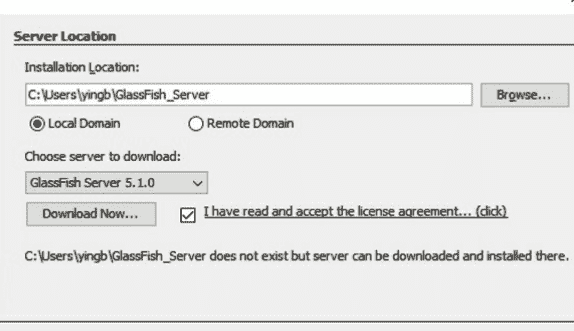 Server Location
Installation Location:
C:\Users\yingb\GlassFish_Server
Browse...
Local Domain
Remote Domain
Choose server to download:
GlassFish Server 5.1.0
Download Now...
I have read and accept the license agreement... (click)
C:\Users\yingb\GlassFish_Server does not exist but server can be downloaded and installed there.